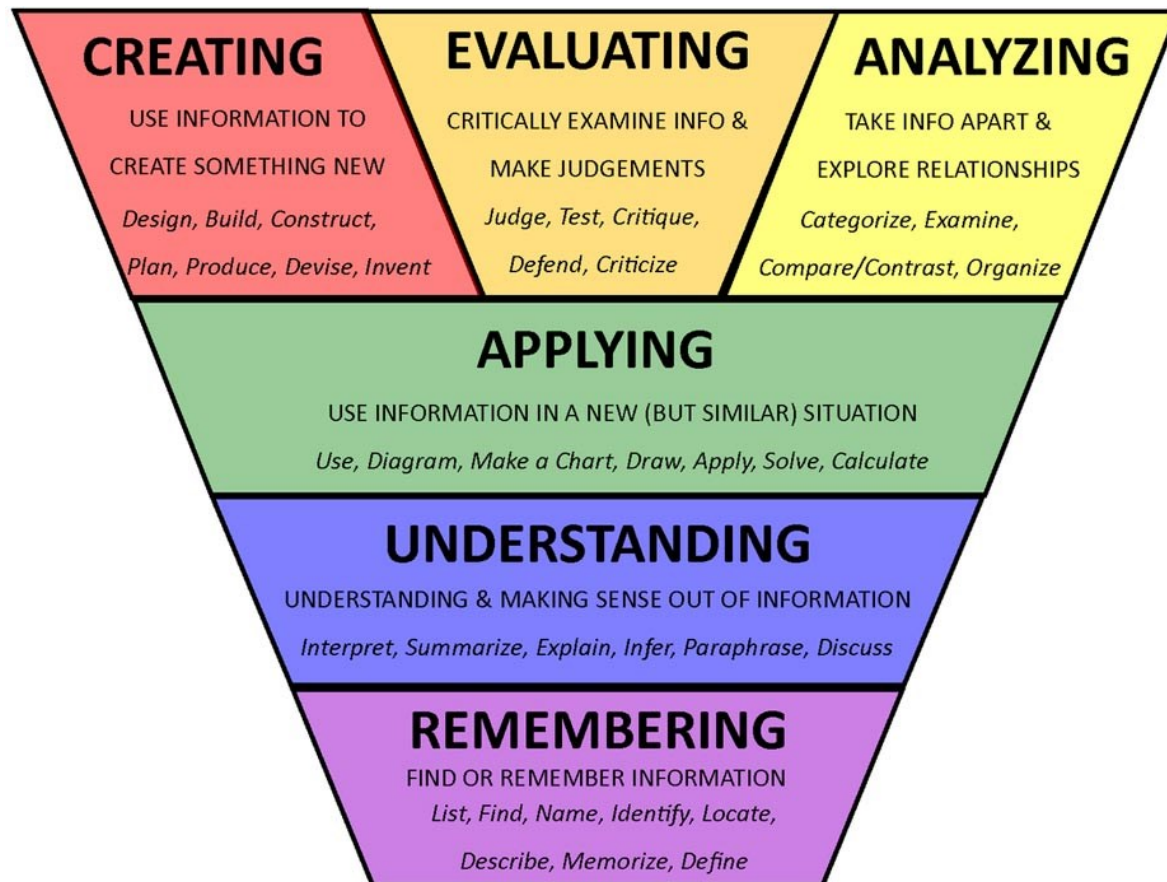 CREATING
USE INFORMATION TO
CREATE SOMETHING NEW
Design, Build, Construct,
Plan, Produce, Devise, Invent
EVALUATING
CRITICALLY EXAMINE INFO &
MAKE JUDGEMENTS
Judge, Test, Critique,
Defend, Criticize
ANALYZING
TAKE INFO APART &
EXPLORE RELATIONSHIPS
Categorize, Examine,
Compare/Contrast, Organize
APPLYING
USE INFORMATION IN A NEW (BUT SIMILAR) SITUATION
Use, Diagram, Make a Chart, Draw, Apply, Solve, Calculate
UNDERSTANDING
UNDERSTANDING & MAKING SENSE OUT OF INFORMATION
Interpret, Summarize, Explain, Infer, Paraphrase, Discuss
REMEMBERING
FIND OR REMEMBER INFORMATION
List, Find, Name, Identify, Locate,
Describe, Memorize, Define